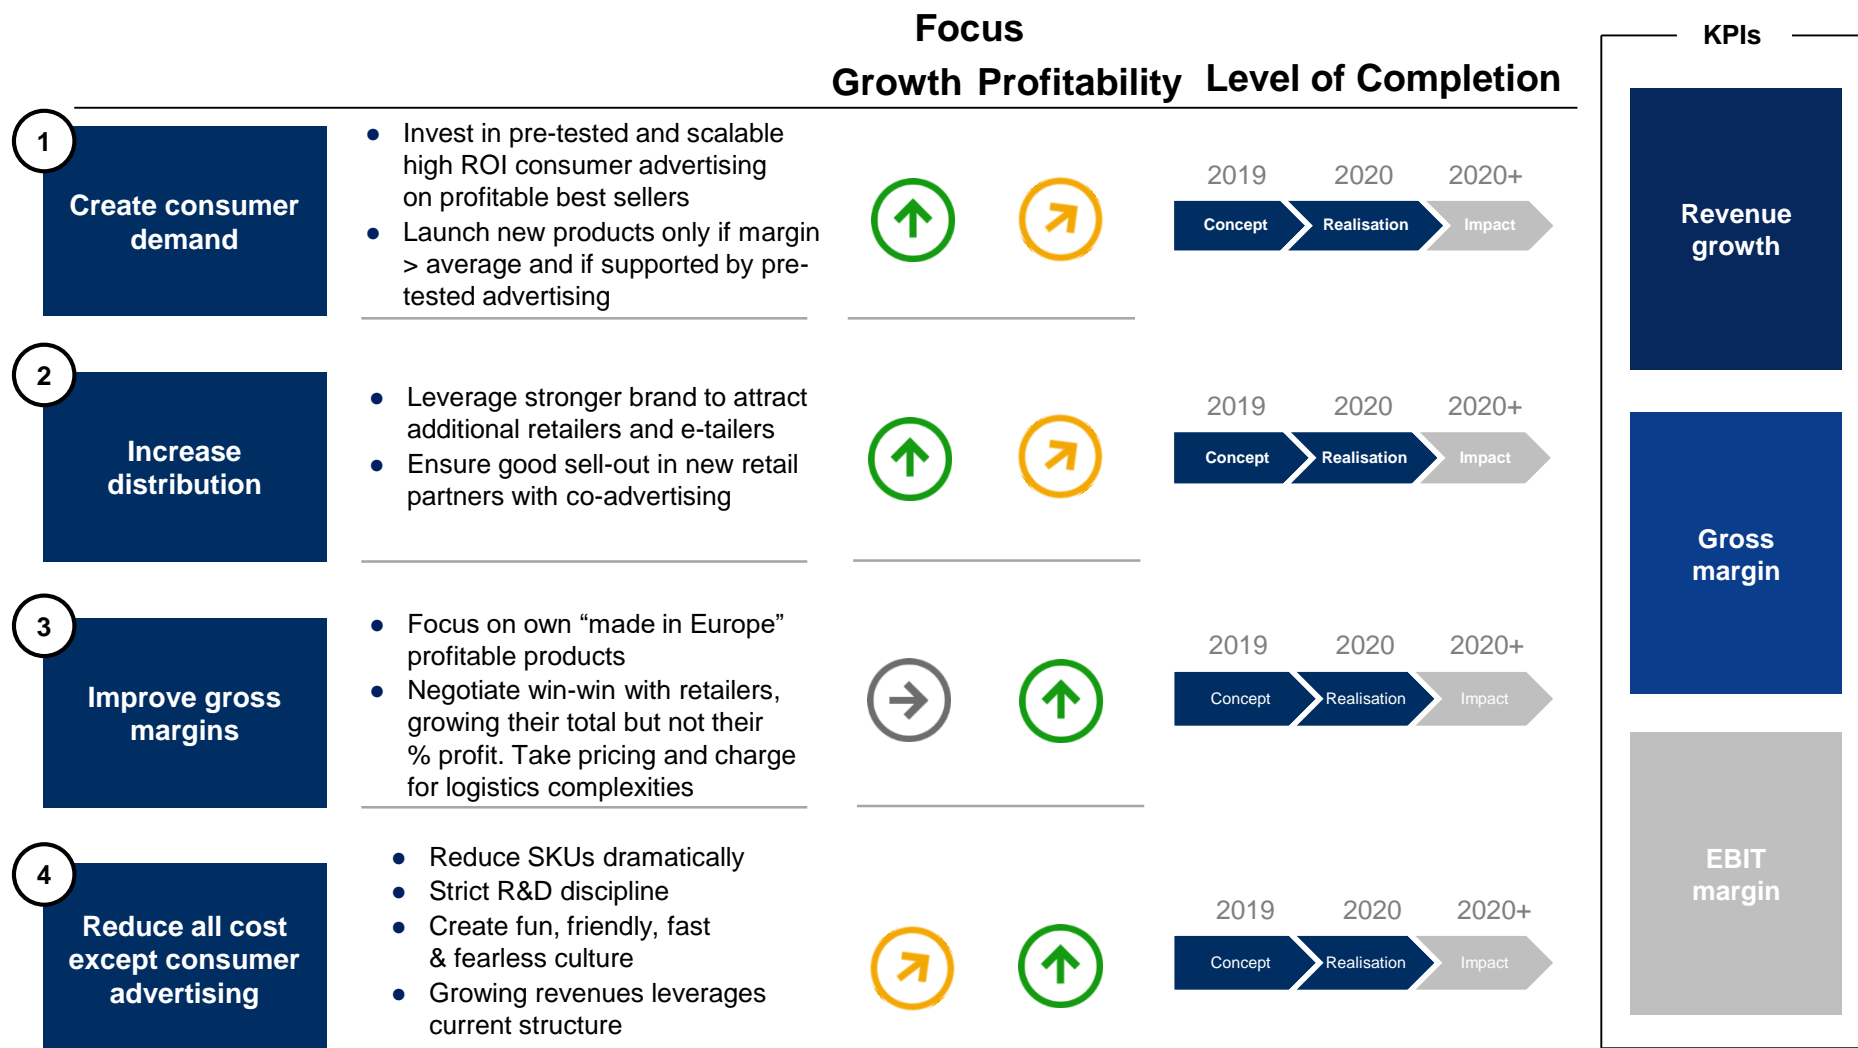 Focus
Growth Profitability Level of Completion
KPIs
1
Create consumer
demand
● Invest in pre-tested and scalable
high ROI consumer advertising
on profitable best sellers
● Launch new products only if margin
> average and if supported by pre-
tested advertising
2019 2020 2020+
Concept Realisation Impact
2
Increase
distribution
● Leverage stronger brand to attract
additional retailers and e-tailers
● Ensure good sell-out in new retail
partners with co-advertising
2019 2020 2020+
Concept Realisation Impact
3
Improve gross
margins
● Focus on own “made in Europe”
profitable products
● Negotiate win-win with retailers,
growing their total but not their
% profit. Take pricing and charge
for logistics complexities
2019 2020 2020+
Concept Realisation Impact
4
Reduce all cost
except consumer
advertising
● Reduce SKUs dramatically
● Strict R&D discipline
● Create fun, friendly, fast
& fearless culture
● Growing revenues leverages
current structure
2019 2020 2020+
Concept Realisation Impact
Revenue
growth
Gross
margin
EBIT
margin